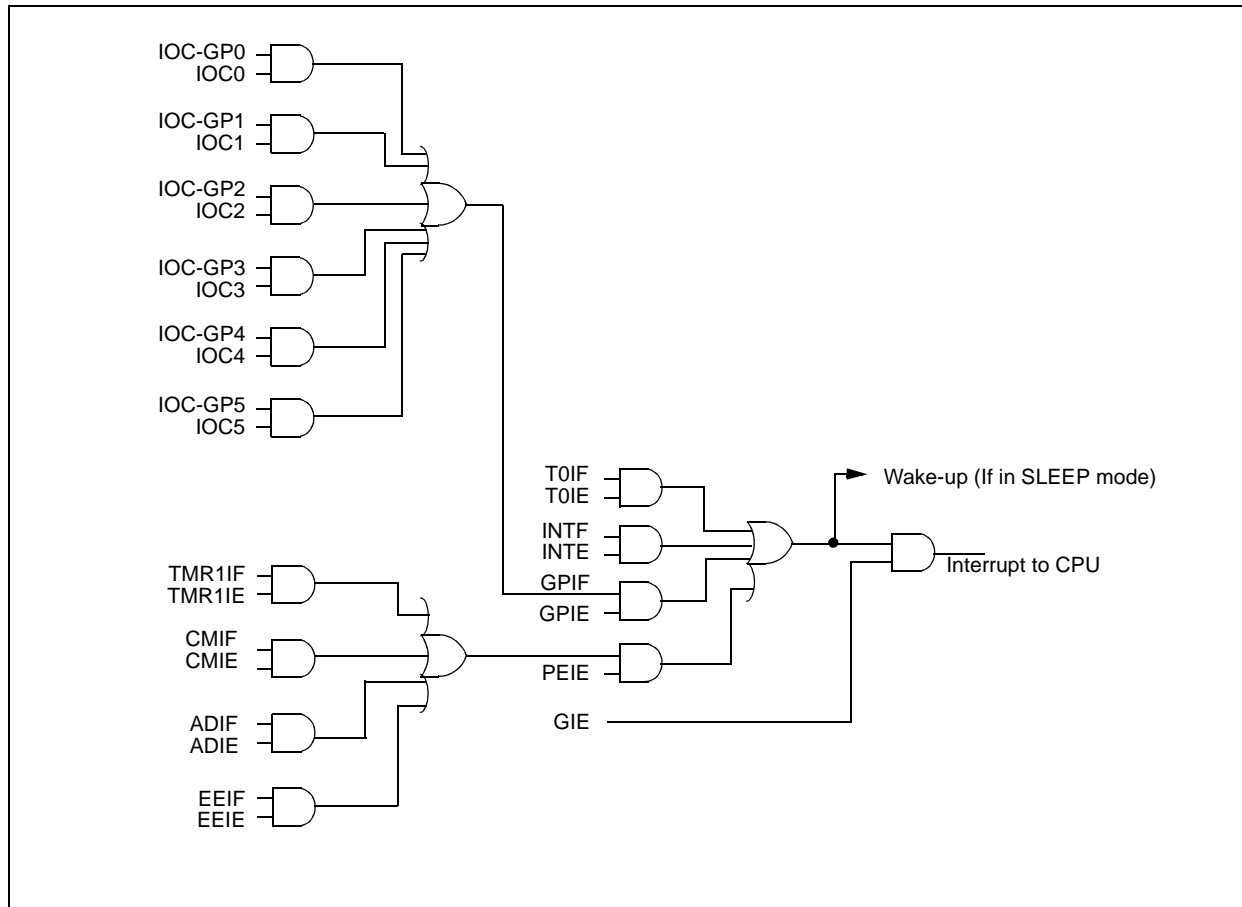 IOC-GP0
IOC0
IOC-GP1
IOC1
IOC-GP2
IOC2
IOC-GP3
IOC3
IOC-GP4
IOC4
IOC-GP5
IOC5
T0IF
T0IE
INTF
INTE
GPIF
GPIE
PEIE
GIE
Wake-up (If in SLEEP mode)
Interrupt to CPU
TMR1IF
TMR1IE
CMIF
CMIE
ADIF
ADIE
EEIF
EEIE